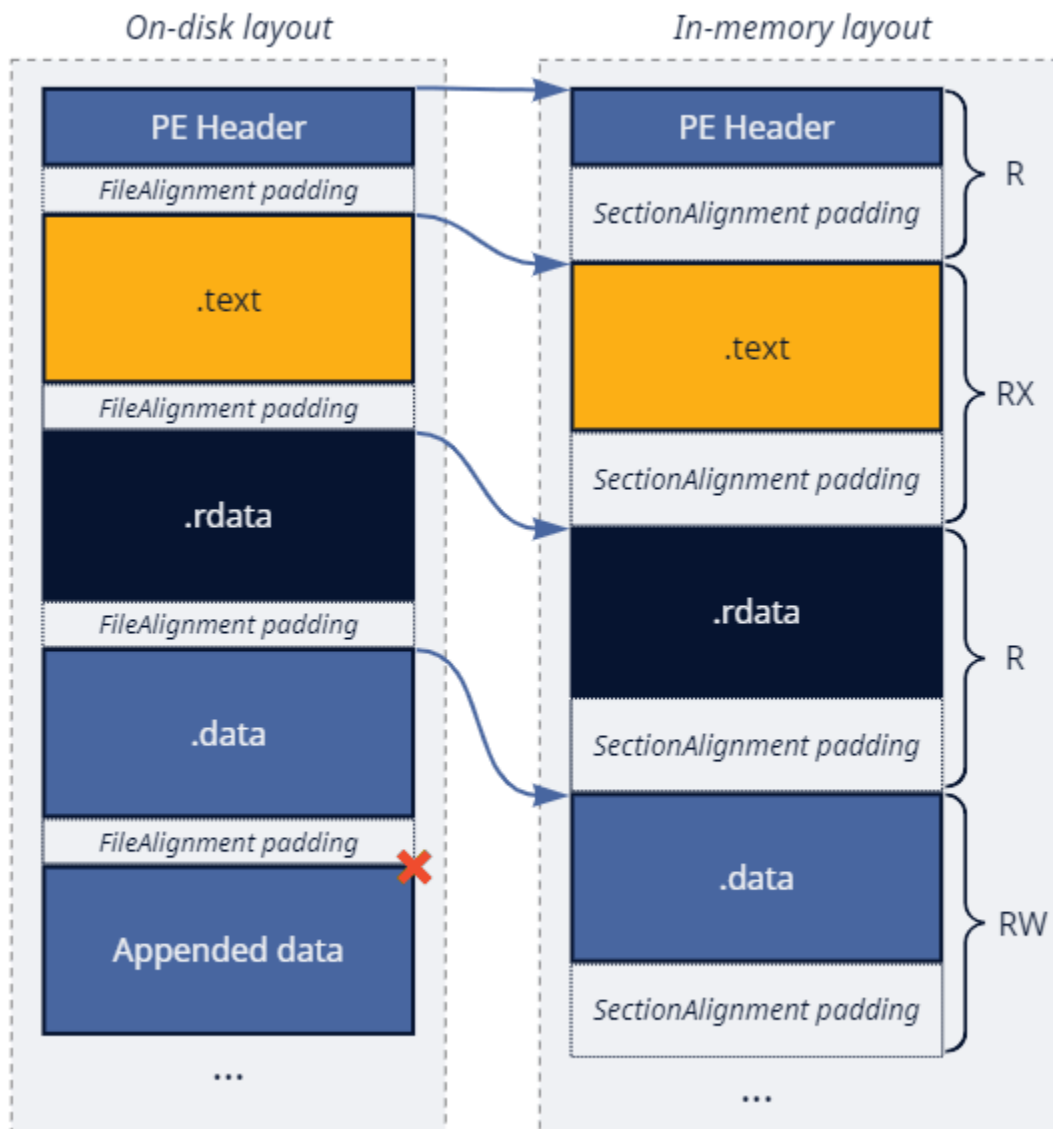 On-disk layout
PE Header
FileAlignment padding
.text
FileAlignment padding
.rdata
FileAlignment padding
.data
FileAlignment padding
Appended data
...
In-memory layout
PE Header
SectionAlignment padding
R
.text
SectionAlignment padding
RX
.rdata
SectionAlignment padding
R
.data
SectionAlignment padding
RW
...